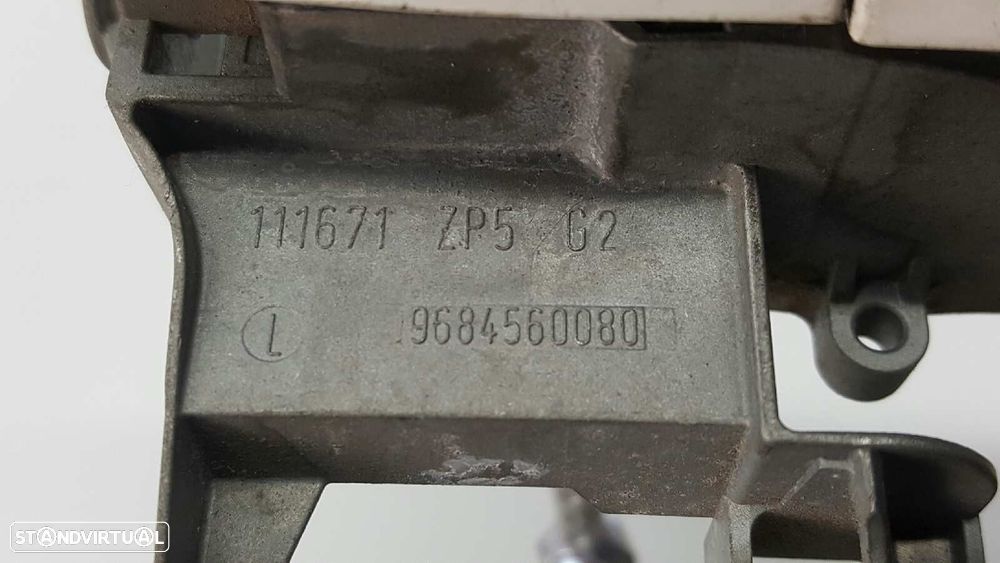 111671 ZP5 G2
L 9684560080
STANDVIRTUAL